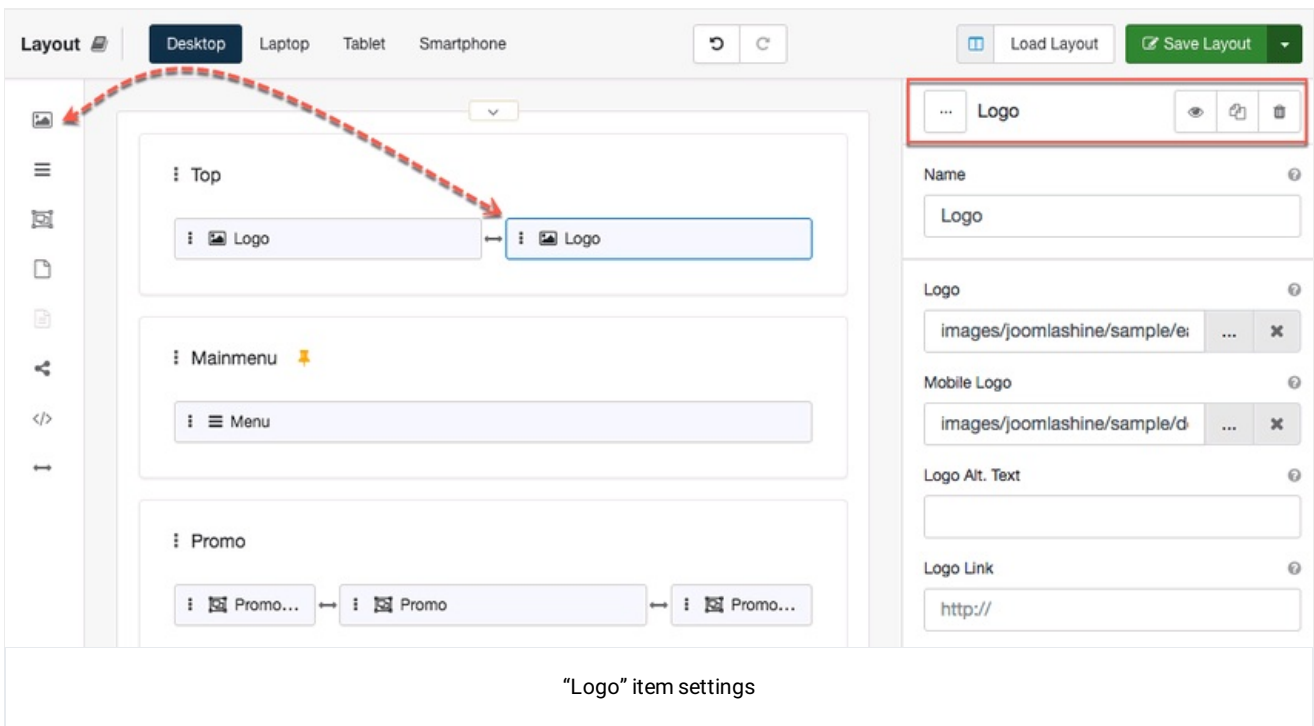 Layout Desktop Laptop Tablet Smartphone Load Layout Save Layout
... Logo
Top
Logo Logo
Name
Logo
Logo
images/joomlashine/sample/ea ...
Mobile Logo
images/joomlashine/sample/d ...
Logo Alt. Text
Logo Link
http://
Mainmenu
Menu
Promo
Promo... Promo Promo...
“Logo” item settings